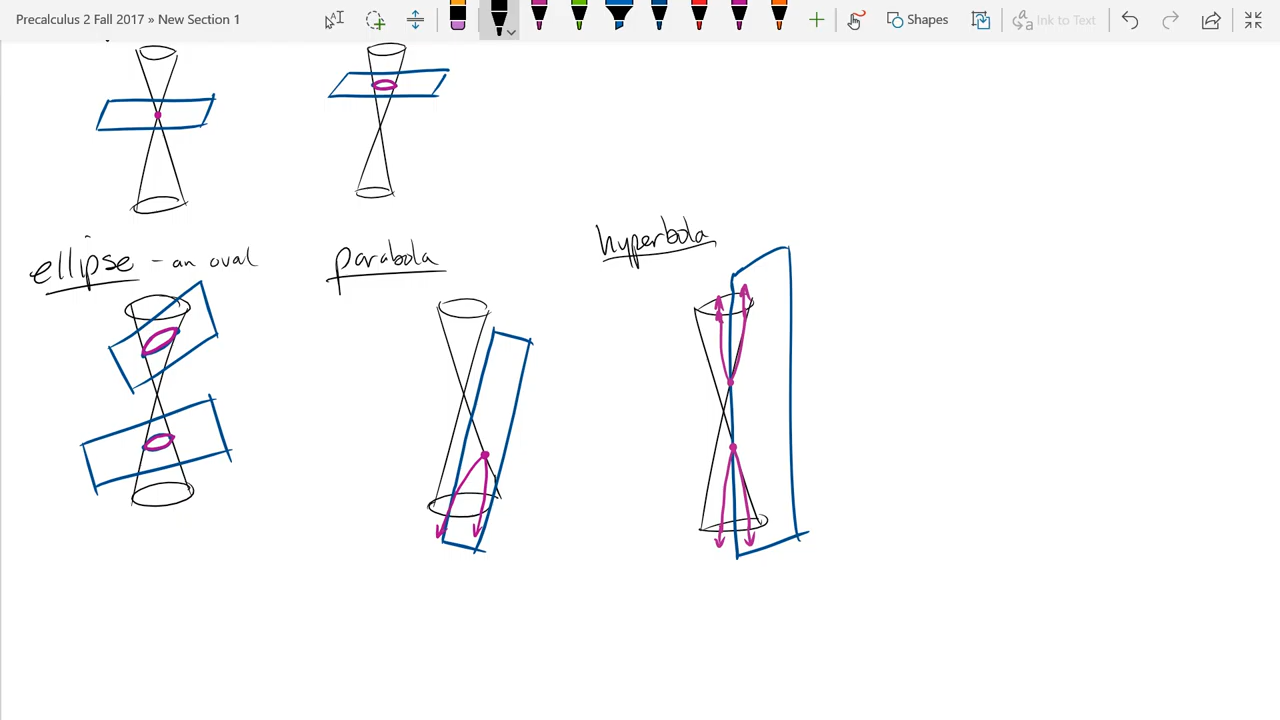 Precalculus 2 Fall 2017 » New Section 1
Shapes
Ink to Text
ellipse - an oval
parabola
hyperbola